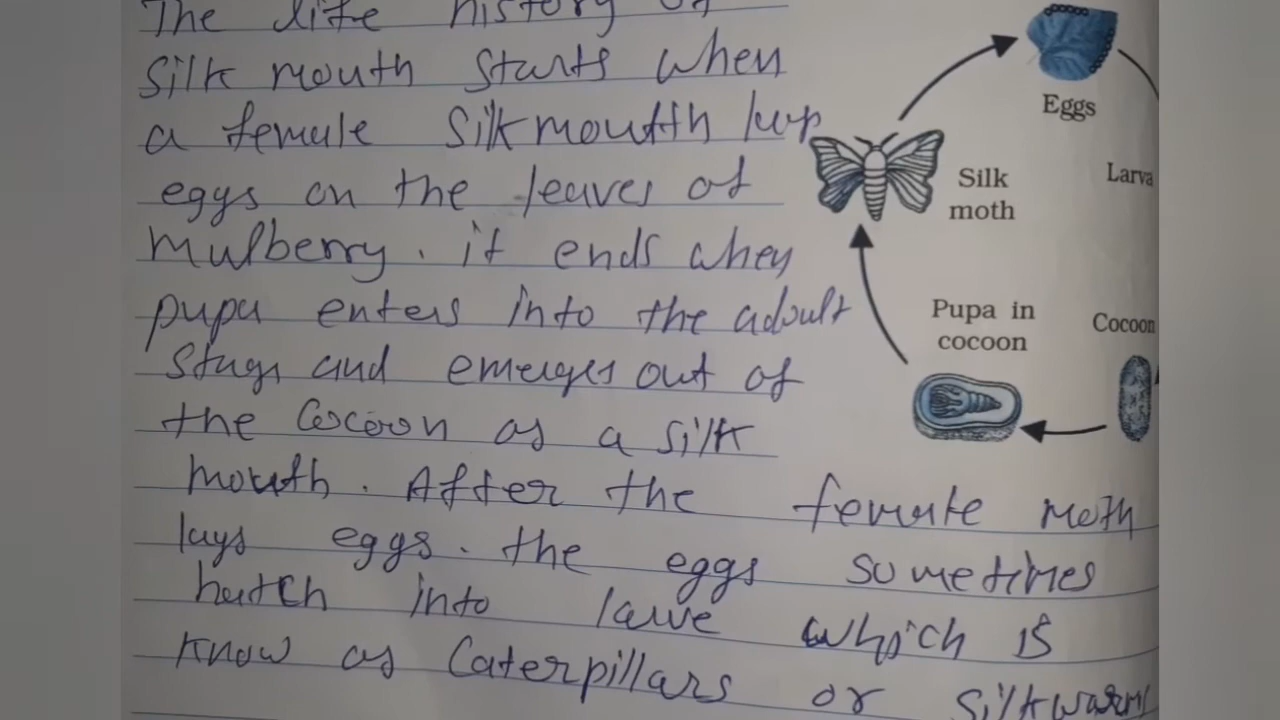 The life history of
silk mouth starts when
a female silkmoutth
eggs on the leaves of
mulberry. it ends when
pupa enters into the adoult
stage and emerges out of
the Cocoon as a silk
mouth. After the female moth
lays eggs. the eggs sometimes
hatch into larve which is
know as Caterpillars or silkwarm
Eggs
Silk
moth
Larva
Pupa in
cocoon
Cocoon